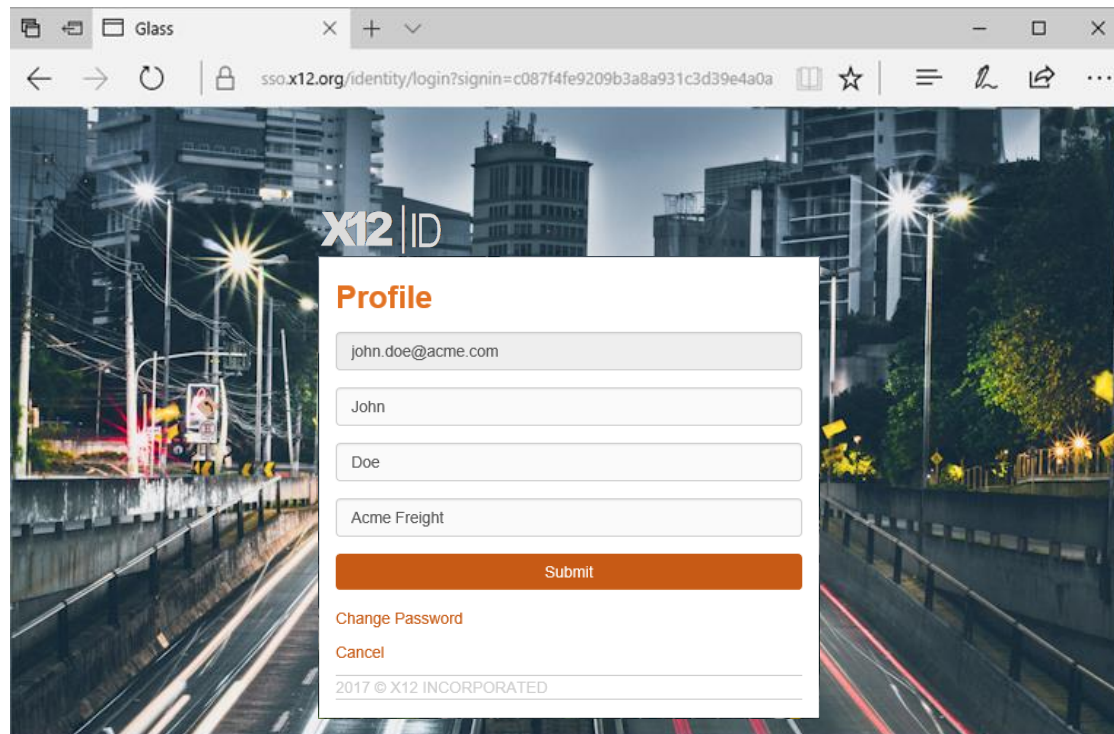 Glass
sso.x12.org/identity/login?signin=c087f4fe9209b3a8a931c3d39e4a0a
X12|ID
Profile
john.doe@acme.com
John
Doe
Acme Freight
Submit
Change Password
Cancel
2017 © X12 INCORPORATED